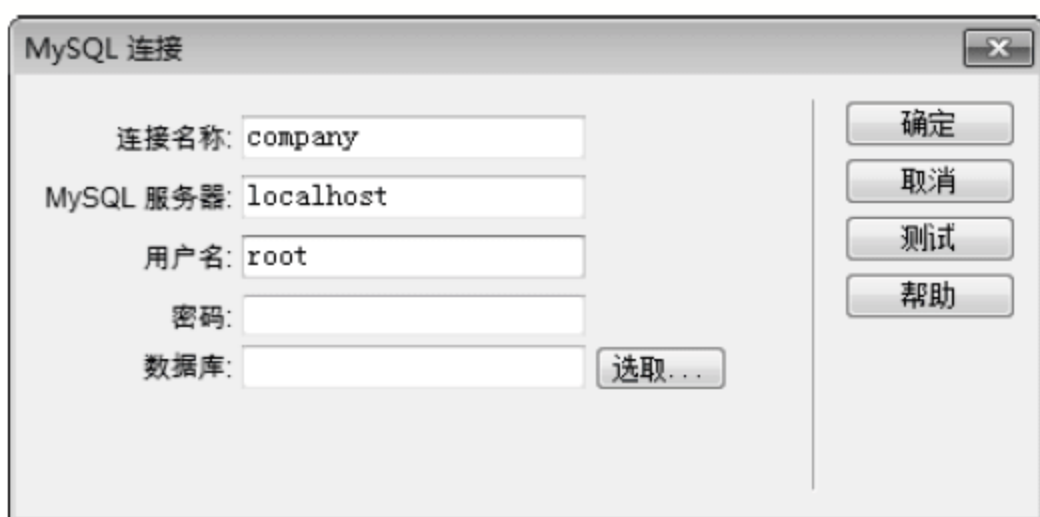 MySQL 连接
连接名称: company
MySQL 服务器: localhost
用户名: root
密码:
数据库:
选取...
确定
取消
测试
帮助